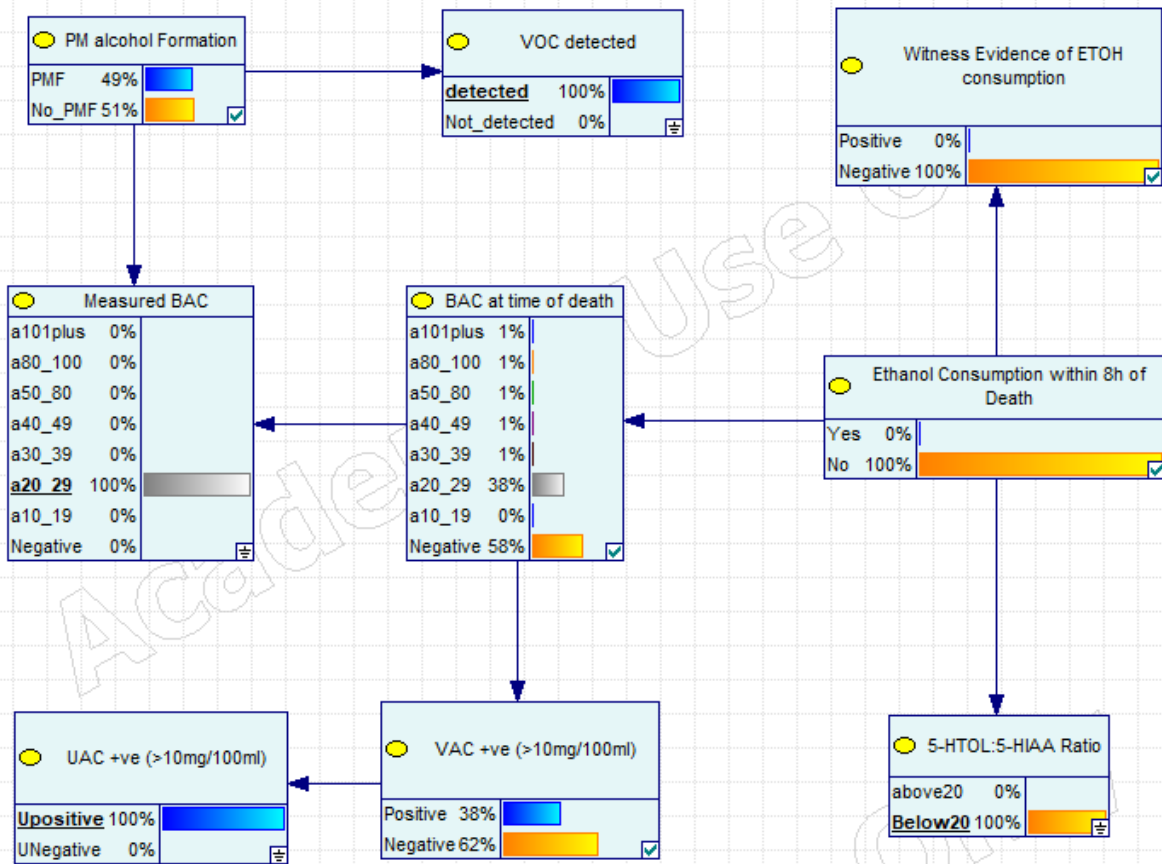 PM alcohol Formation
PMF 49%
No_PMF 51%
VOC detected
detected 100%
Not_detected 0%
Witness Evidence of ETOH
consumption
Positive 0%
Negative 100%
Measured BAC
a101plus 0%
a80_100 0%
a50_80 0%
a40_49 0%
a30_39 0%
a20_29 100%
a10_19 0%
Negative 0%
BAC at time of death
a101plus 1%
a80_100 1%
a50_80 1%
a40_49 1%
a30_39 1%
a20_29 38%
a10_19 0%
Negative 58%
Ethanol Consumption within 8h of
Death
Yes 0%
No 100%
UAC +ve (>10mg/100ml)
Upositive 100%
UNegative 0%
VAC +ve (>10mg/100ml)
Positive 38%
Negative 62%
5-HTOL:5-HIAA Ratio
above20 0%
Below20 100%
Use